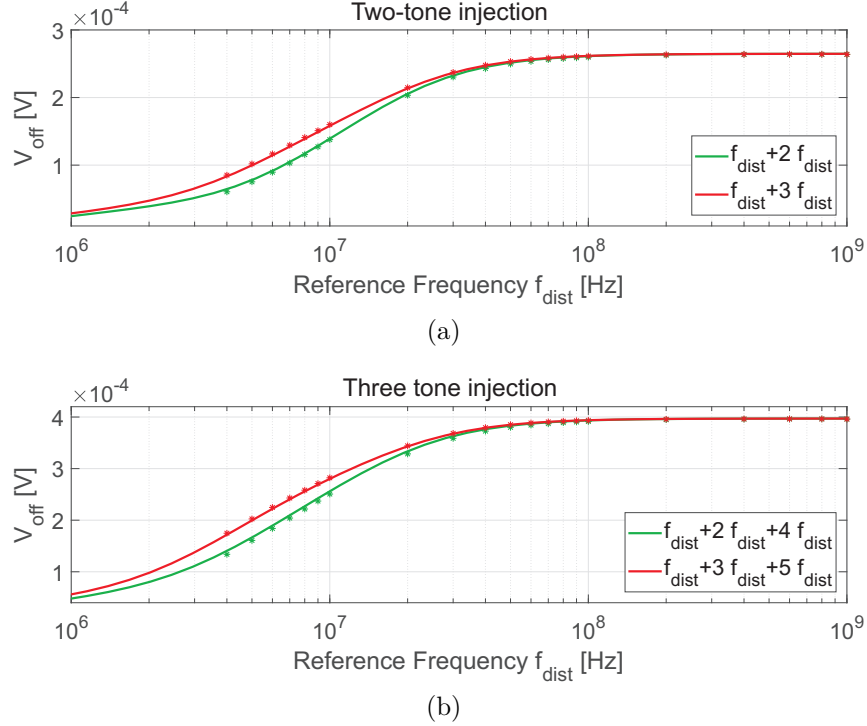 Two-tone injection
×10⁻⁴
3
2
1
V_off [V]
f_dist+2 f_dist
f_dist+3 f_dist
10⁶ 10⁷ 10⁸ 10⁹
Reference Frequency f_dist [Hz]
(a)
Three tone injection
×10⁻⁴
4
3
2
1
V_off [V]
f_dist+2 f_dist+4 f_dist
f_dist+3 f_dist+5 f_dist
10⁶ 10⁷ 10⁸ 10⁹
Reference Frequency f_dist [Hz]
(b)